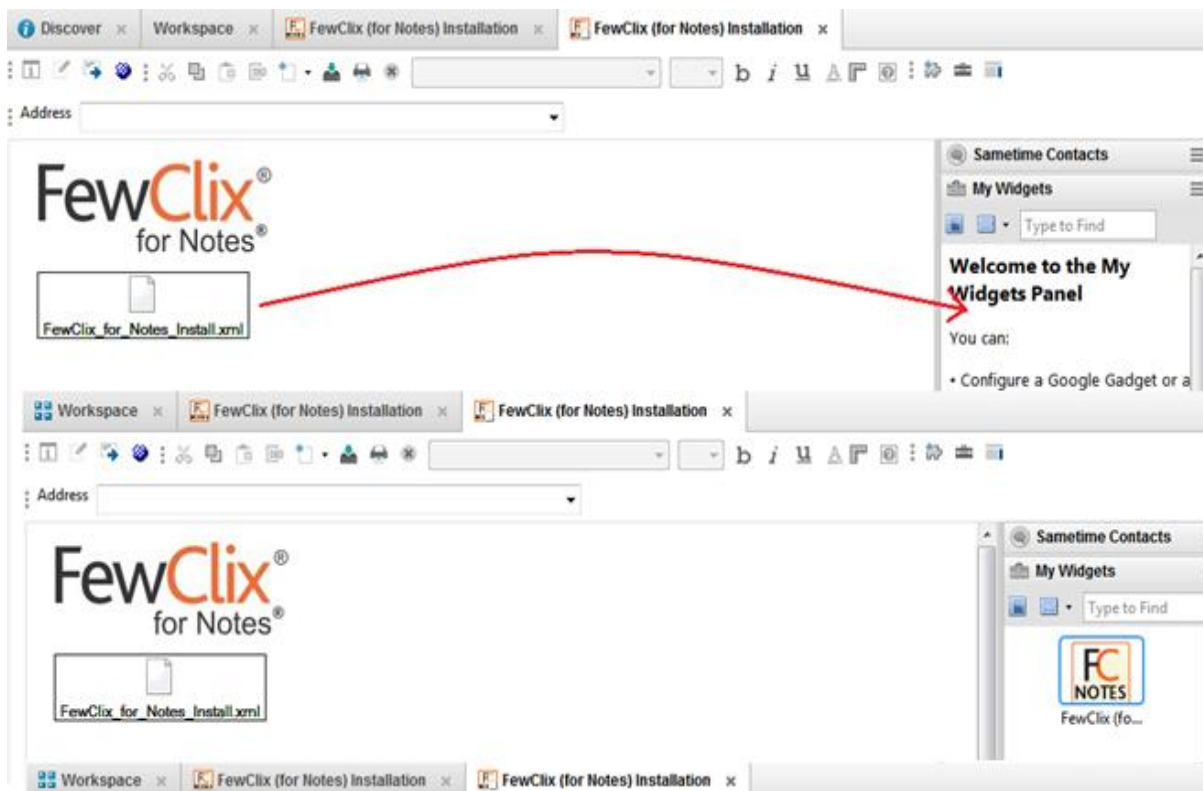 Discover
Workspace
FewClix (for Notes) Installation
FewClix (for Notes) Installation
b i u A
Address
FewClix®
for Notes®
FewClix_for_Notes_Install.xml
Sametime Contacts
My Widgets
Type to Find
Welcome to the My
Widgets Panel
You can:
• Configure a Google Gadget or a
Workspace
FewClix (for Notes) Installation
FewClix (for Notes) Installation
b i u A
Address
FewClix®
for Notes®
FewClix_for_Notes_Install.xml
Sametime Contacts
My Widgets
Type to Find
FC
NOTES
FewClix (fo...
Workspace
FewClix (for Notes) Installation
FewClix (for Notes) Installation